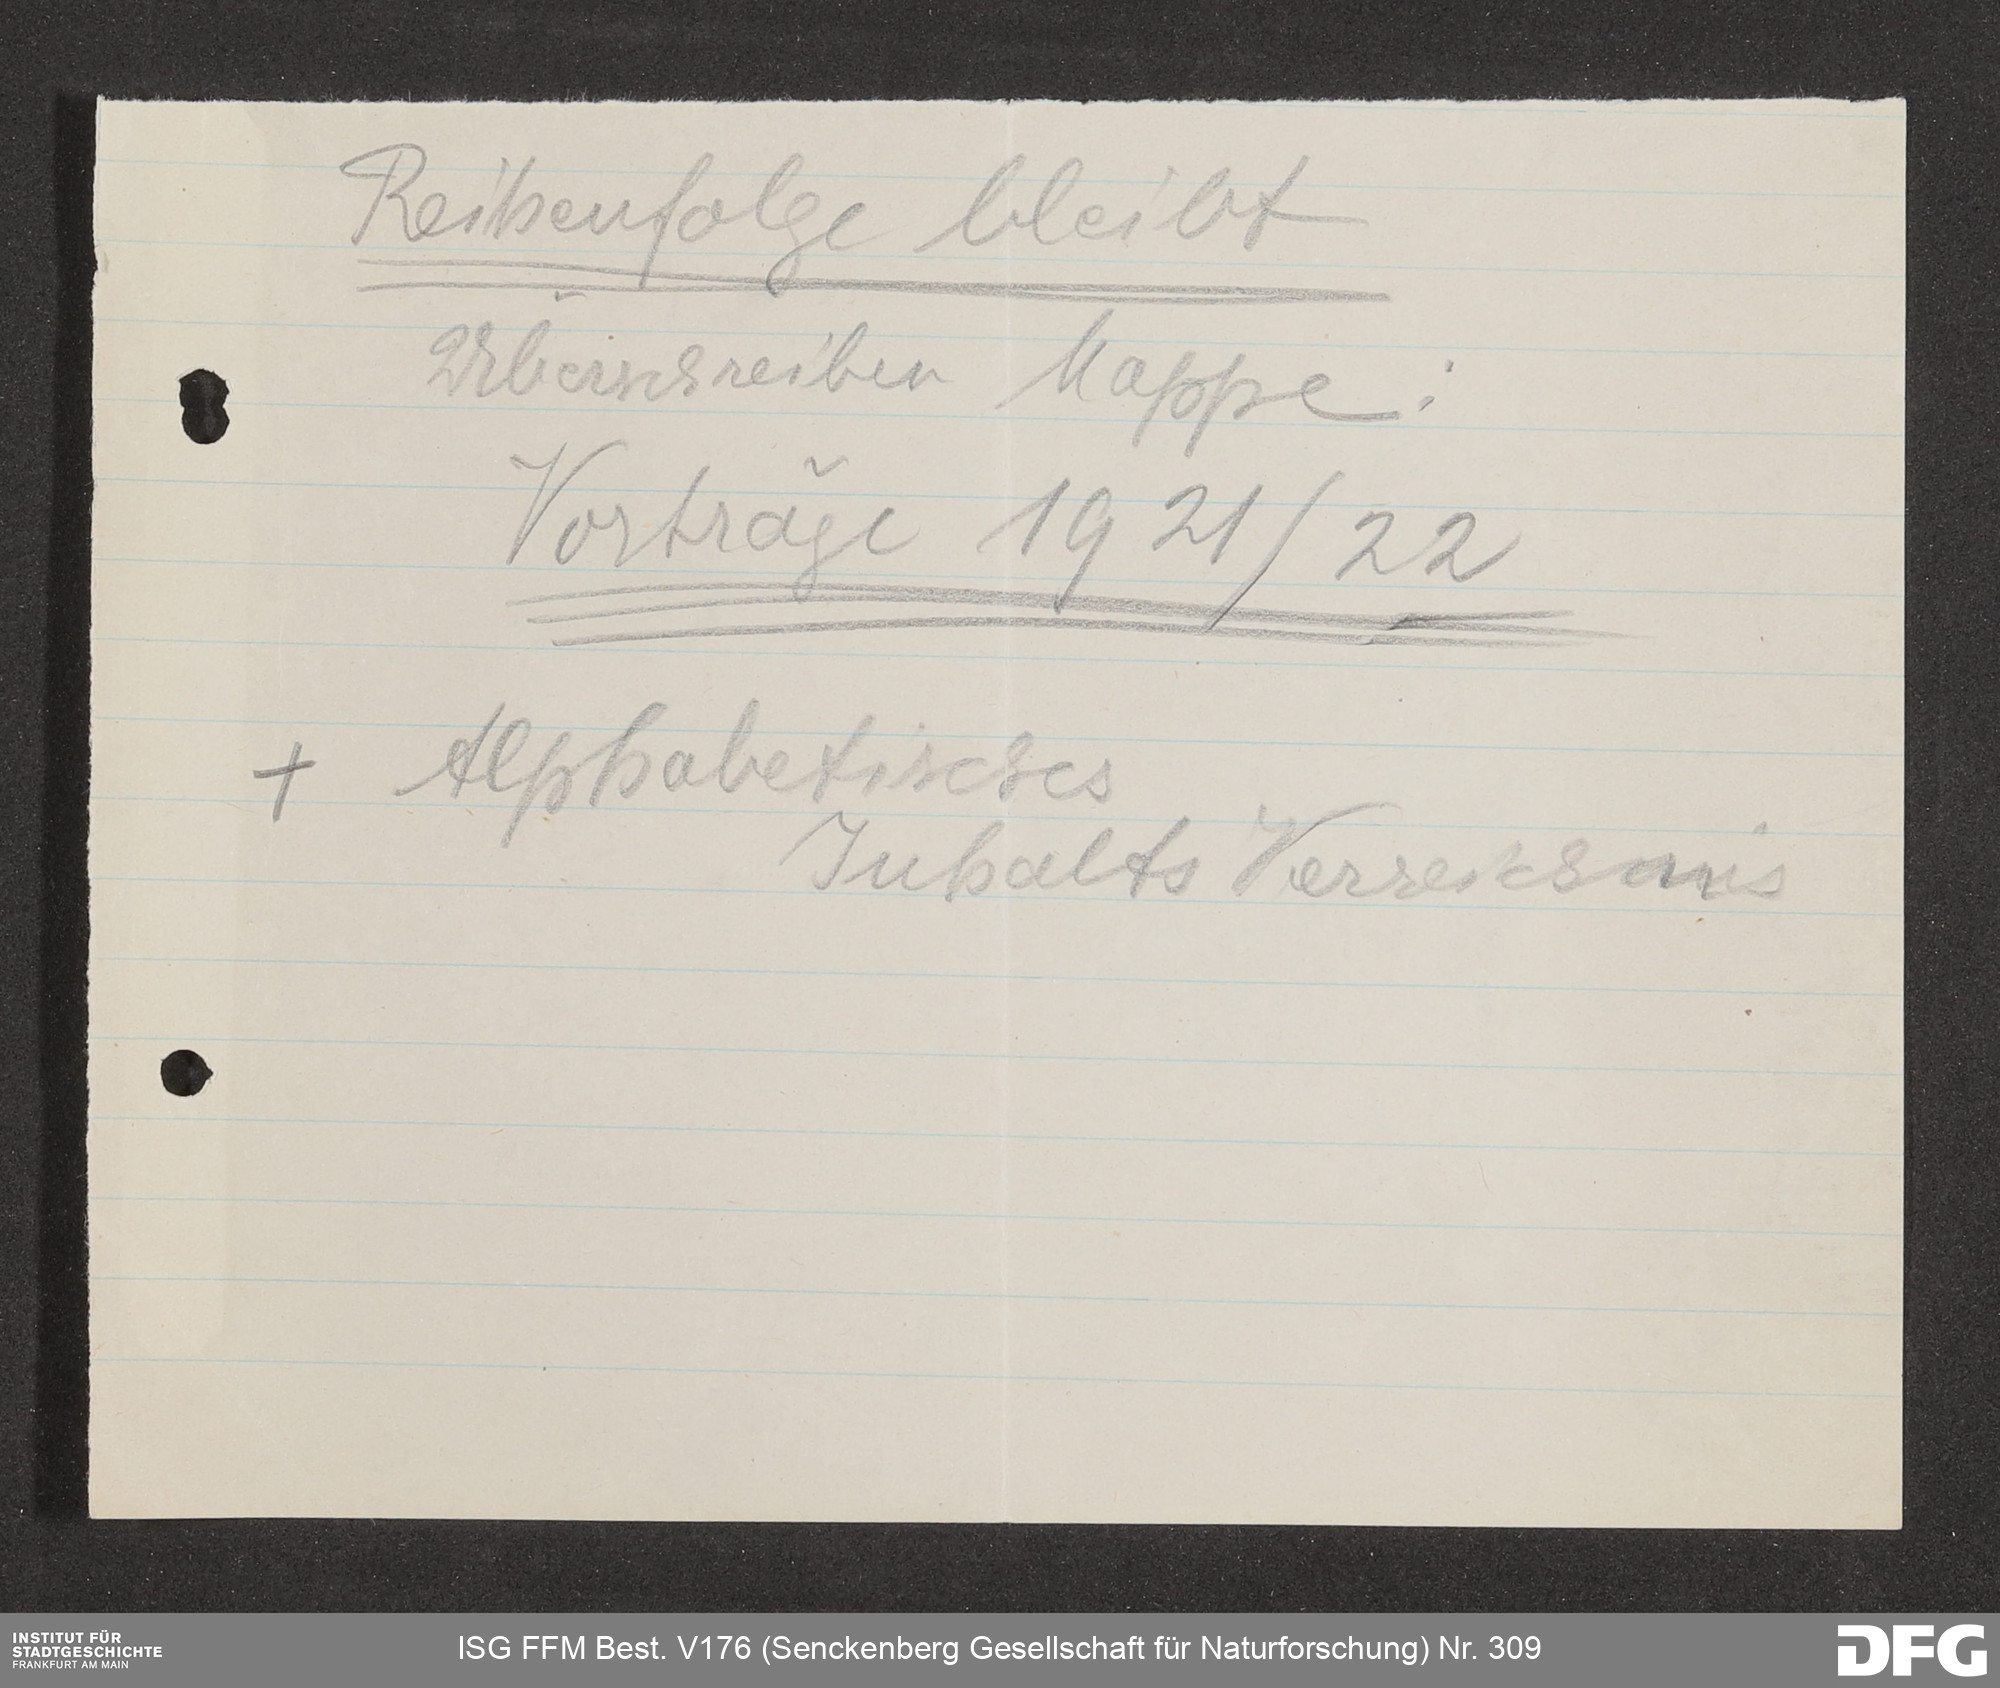 Reihenfolge bleibt
Überschreiben Mappe:
Vorträge 1921/22
+ Alphabetisches
Inhalts Verzeichnis
INSTITUT FÜR
STADTGESCHICHTE
FRANKFURT AM MAIN
ISG FFM Best. V176 (Senckenberg Gesellschaft für Naturforschung) Nr. 309
DFG